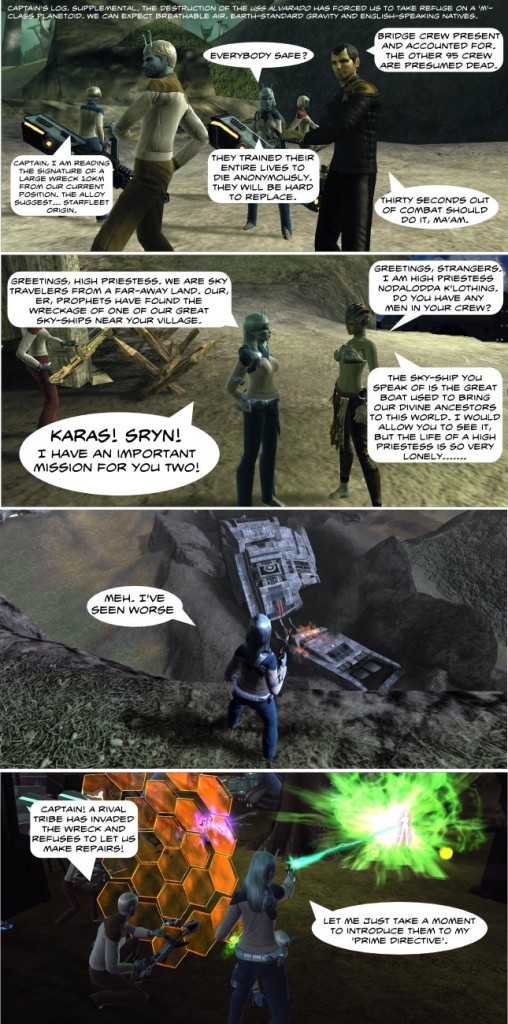 CAPTAIN'S LOG, SUPPLEMENTAL. THE DESTRUCTION OF THE USS ALVARADO HAS FORCED US TO TAKE REFUGE ON A 'M'-
CLASS PLANETOID. WE CAN EXPECT BREATHABLE AIR, EARTH-STANDARD GRAVITY AND ENGLISH-SPEAKING NATIVES.
EVERYBODY SAFE?
BRIDGE CREW PRESENT
AND ACCOUNTED FOR.
THE OTHER 95 CREW
ARE PRESUMED DEAD.
THEY TRAINED THEIR
ENTIRE LIVES TO
DIE ANONYMOUSLY.
THEY WILL BE HARD
TO REPLACE.
THIRTY SECONDS OUT
OF COMBAT SHOULD
DO IT, MA'AM.
CAPTAIN, I AM READING
THE SIGNATURE OF A
LARGE WRECK 10KM
FROM OUR CURRENT
POSITION. THE ALLOY
SUGGEST... STARFLEET
ORIGIN.
GREETINGS, HIGH PRIESTESS. WE ARE SKY
TRAVELERS FROM A FAR-AWAY LAND. OUR,
ER, PROPHETS HAVE FOUND THE
WRECKAGE OF ONE OF OUR GREAT
SKY-SHIPS NEAR YOUR VILLAGE.
GREETINGS, STRANGERS.
I AM HIGH PRIESTESS
NODALODDA K'LOTHING.
DO YOU HAVE ANY
MEN IN YOUR CREW?
THE SKY-SHIP YOU
SPEAK OF IS THE GREAT
BOAT USED TO BRING
OUR DIVINE ANCESTORS
TO THIS WORLD. I WOULD
ALLOW YOU TO SEE IT,
BUT THE LIFE OF A HIGH
PRIESTESS IS SO VERY
LONELY.......
KARAS! SRYN!
I HAVE AN IMPORTANT
MISSION FOR YOU TWO!
MEH. I'VE
SEEN WORSE
CAPTAIN! A RIVAL
TRIBE HAS INVADED
THE WRECK AND
REFUSES TO LET US
MAKE REPAIRS!
LET ME JUST TAKE A MOMENT
TO INTRODUCE THEM TO MY
'PRIME DIRECTIVE'.